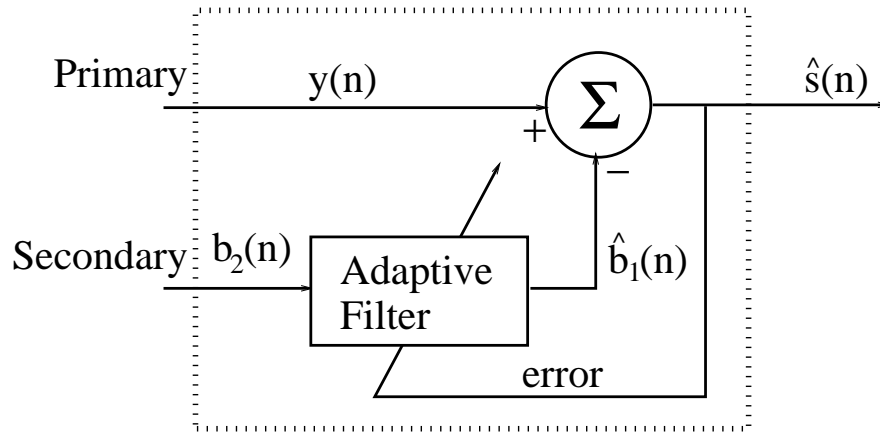 Primary
y(n)
ŝ(n)
Σ
+
−
Secondary
b₂(n)
b̂₁(n)
Adaptive
Filter
error